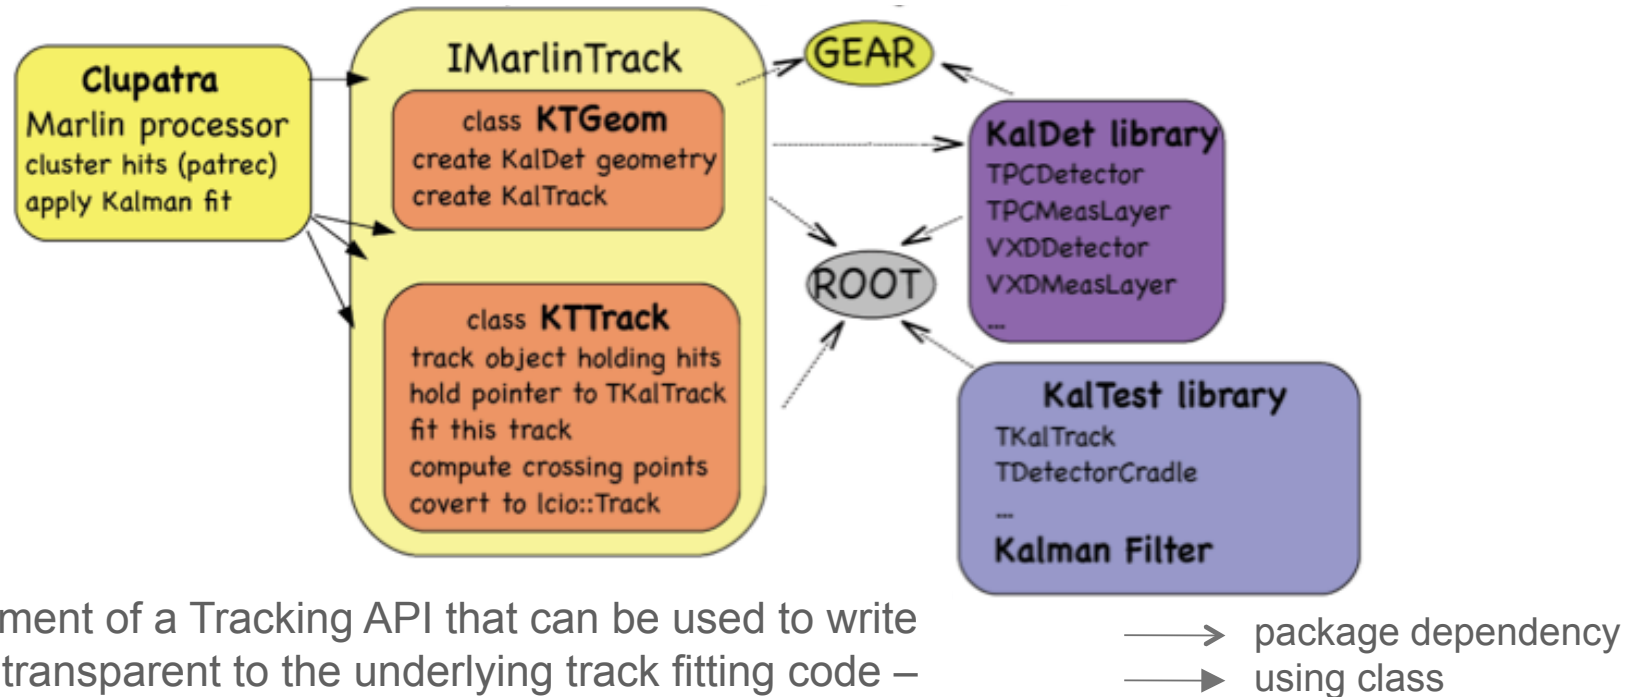 Clupatra
Marlin processor
cluster hits (patrec)
apply Kalman fit
IMarlinTrack
class KTGeom
create KalDet geometry
create KalTrack
class KTTrack
track object holding hits
hold pointer to TKalTrack
fit this track
compute crossing points
covert to lcio::Track
GEAR
ROOT
KalDet library
TPCDetector
TPCMeasLayer
VXDDetector
VXDMeasLayer
...
KalTest library
TKalTrack
TDetectorCradle
...
Kalman Filter
ment of a Tracking API that can be used to write
transparent to the underlying track fitting code –
package dependency
using class